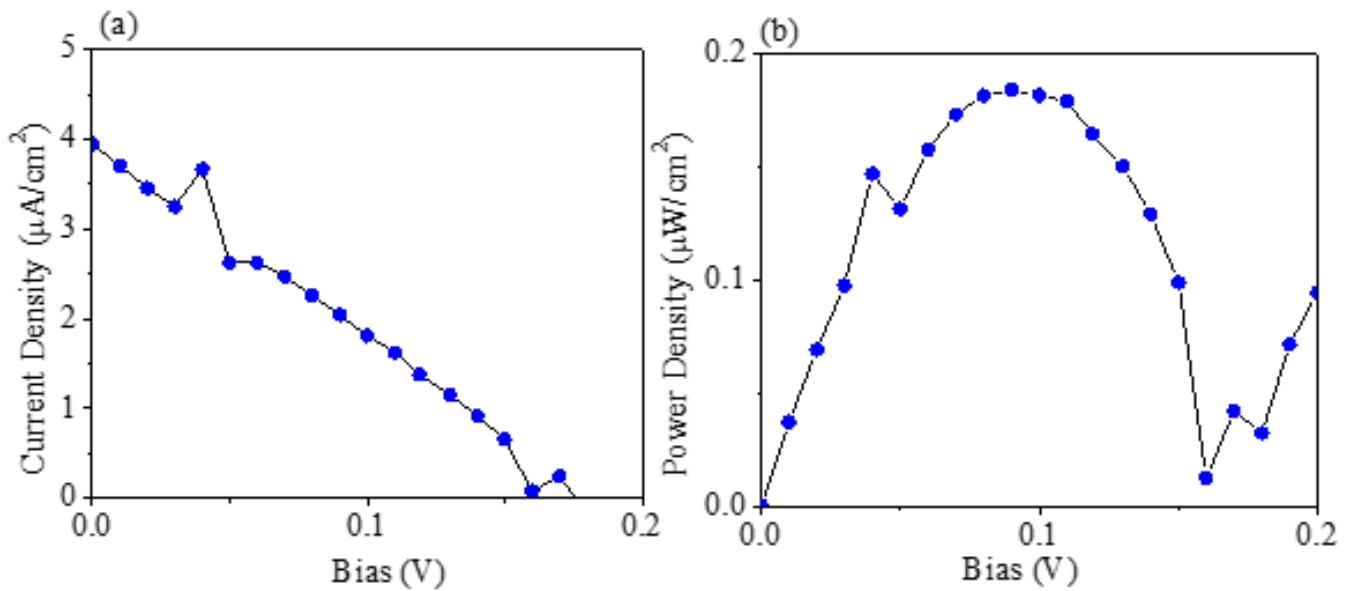 (a)
5
4
3
2
1
0
0.0
0.1
0.2
Current Density (μA/cm²)
Bias (V)
(b)
0.2
0.1
0.0
0.0
0.1
0.2
Power Density (μW/cm²)
Bias (V)